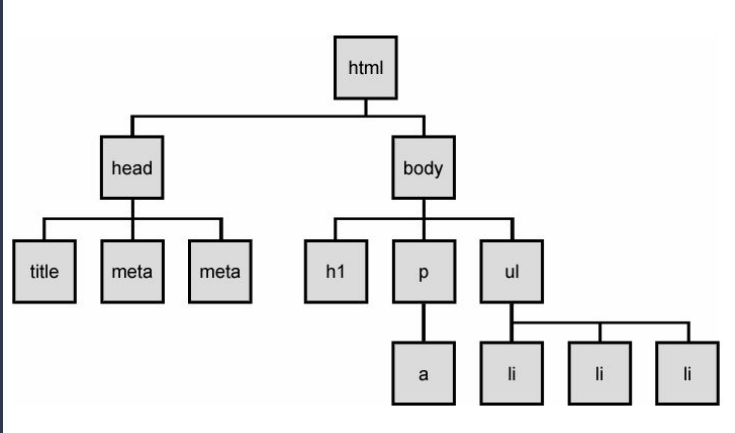 html
head body
title meta meta h1 p ul
a li li li